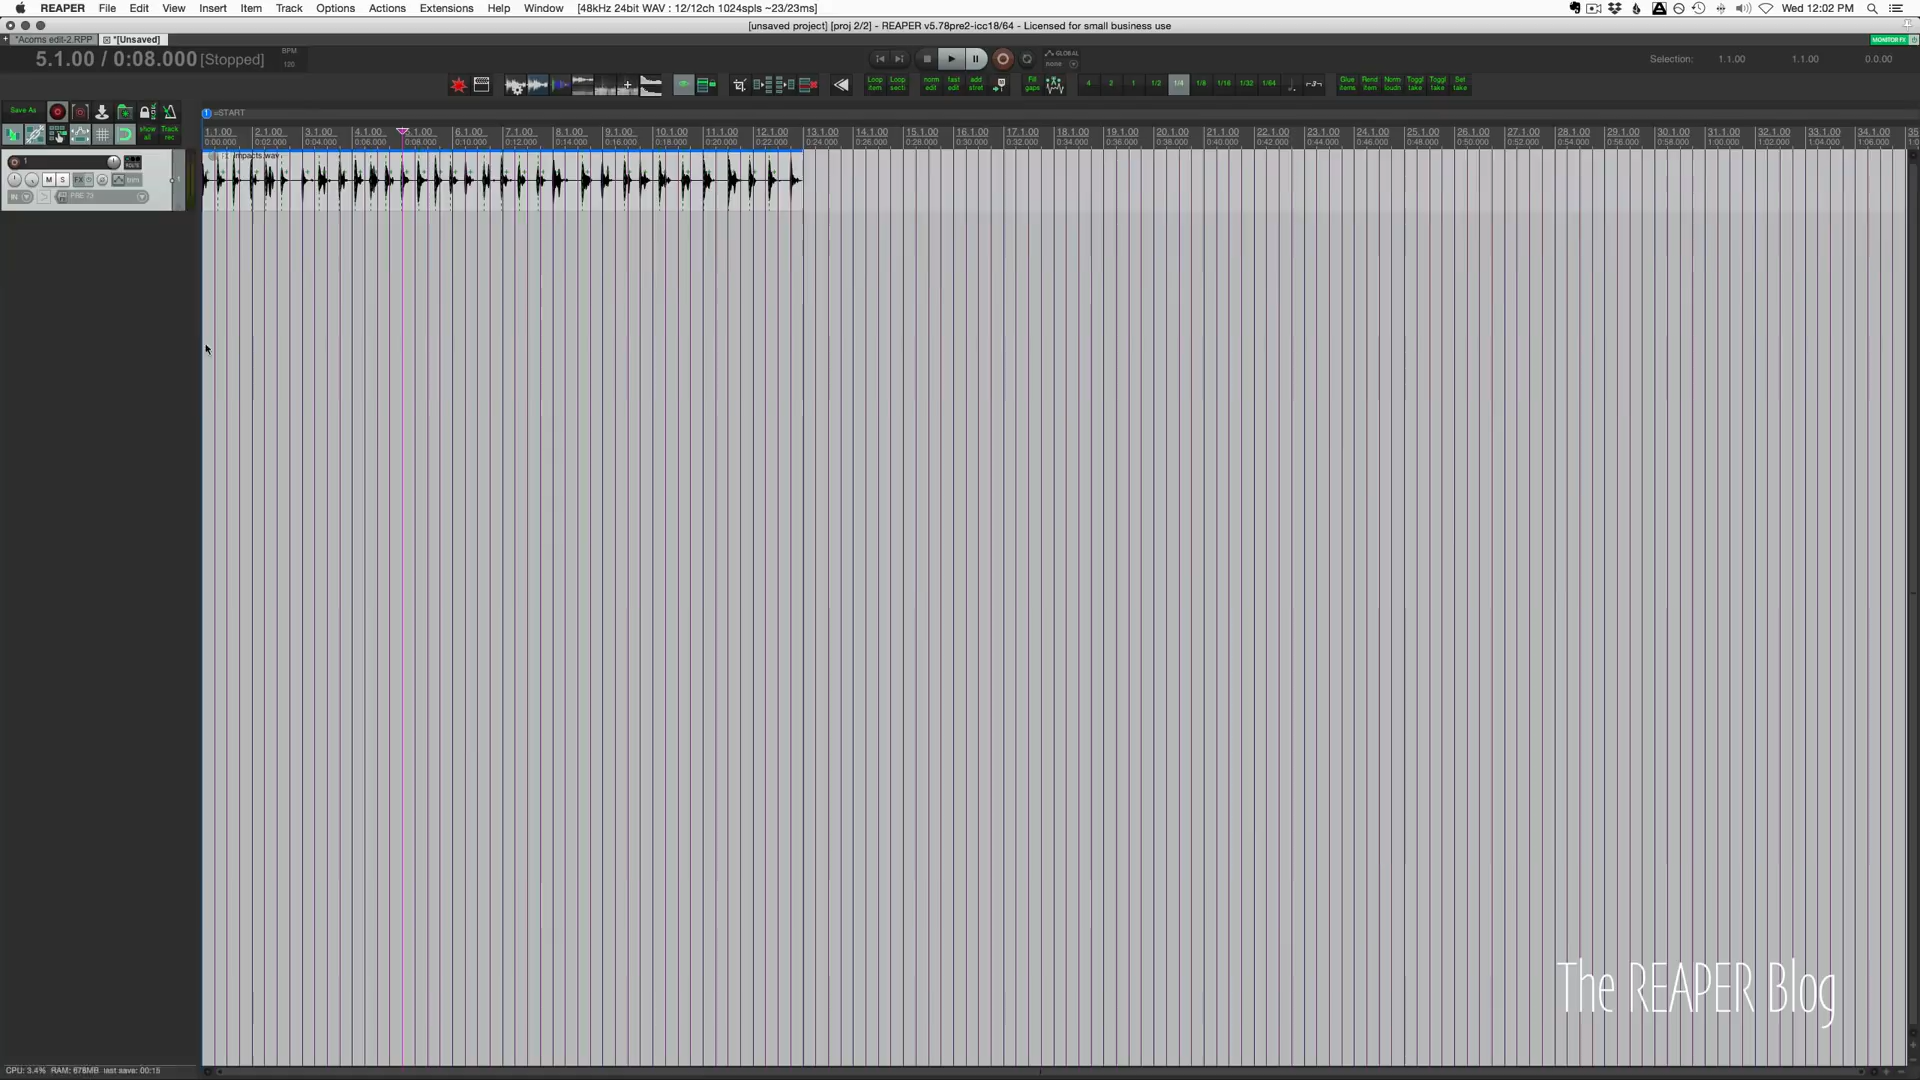 REAPER File Edit View Insert Item Track Options Actions Extensions Help Window [48kHz 24bit WAV : 12/12ch 1024spls ~23/23ms] Wed 12:02 PM
[unsaved project] [proj 2/2] - REAPER v5.78pre2-icc18/64 - Licensed for small business use
+ *Acorns edit-2.RPP *[Unsaved] MONITOR FX
5.1.00 / 0:08.000 [Stopped] BPM 120 GLOBAL none Selection: 1.1.00 1.1.00 0.0.00
Loop item Loop secti norm edit fast edit add stret Fill gaps 4 2 1 1/2 1/4 1/8 1/16 1/32 1/64 -3- Give items Rend item Norm loudn Toggl take Toggl take Set take
Save As 1 =START
show all Track rec
1.1.00 2.1.00 3.1.00 4.1.00 5.1.00 6.1.00 7.1.00 8.1.00 9.1.00 10.1.00 11.1.00 12.1.00 13.1.00 14.1.00 15.1.00 16.1.00 17.1.00 18.1.00 19.1.00 20.1.00 21.1.00 22.1.00 23.1.00 24.1.00 25.1.00 26.1.00 27.1.00 28.1.00 29.1.00 30.1.00 31.1.00 32.1.00 33.1.00 34.1.00 35
0:00.000 0:02.000 0:04.000 0:06.000 0:08.000 0:10.000 0:12.000 0:14.000 0:16.000 0:18.000 0:20.000 0:22.000 0:24.000 0:26.000 0:28.000 0:30.000 0:32.000 0:34.000 0:36.000 0:38.000 0:40.000 0:42.000 0:44.000 0:46.000 0:48.000 0:50.000 0:52.000 0:54.000 0:56.000 0:58.000 1:00.000 1:02.000 1:04.000 1:06.000
1 ROUTE impacts.wav
M S FX trim 1
IN PRE 73
The REAPER Blog
CPU: 3.4% RAM: 678MB last save: 00:15